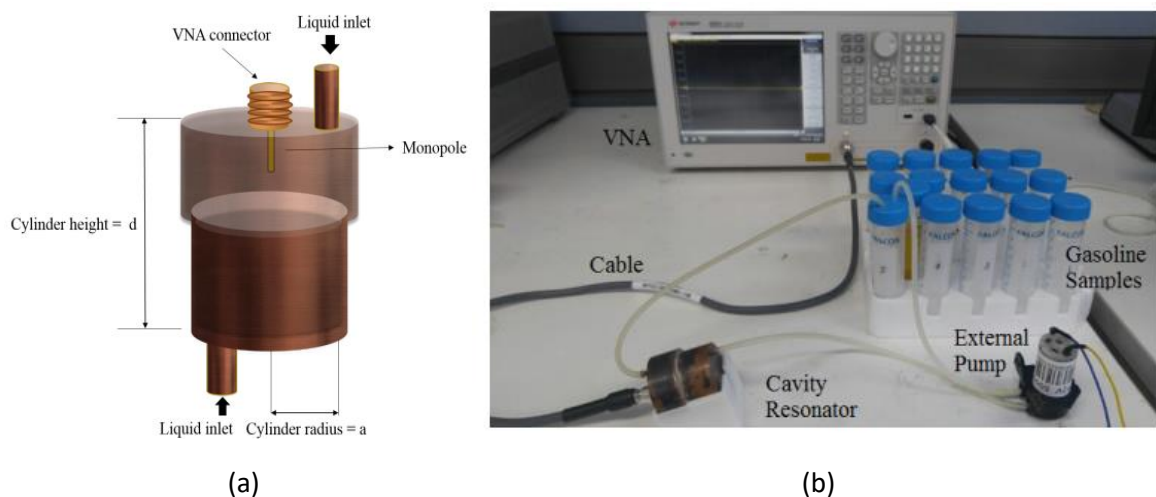 Liquid inlet
VNA connector
Monopole
Cylinder height = d
Liquid inlet
Cylinder radius = a
(a)
VNA
Cable
Gasoline
Samples
External
Pump
Cavity
Resonator
(b)